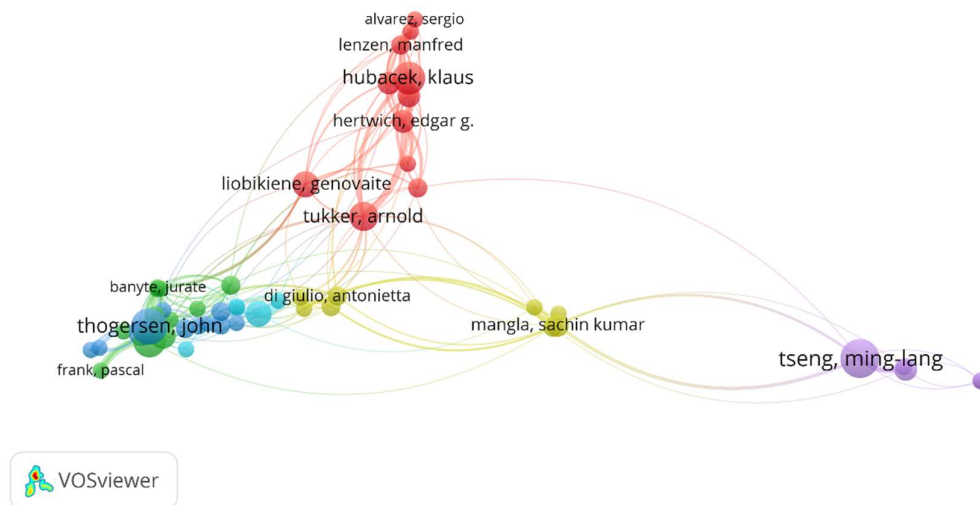 alvarez, sergio
lenzen, manfred
hubacek, klaus
hertwich, edgar g.
liobikiene, genovaite
tukker, arnold
banyte, jurate
di giulio, antonietta
thogersen, john
mangla, sachin kumar
tseng, ming-lang
frank, pascal
VOSviewer